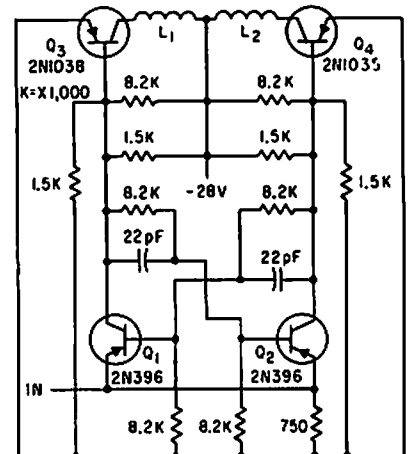 L1 L2
Q3 Q4
2N1038 2N1035
K=X1,000
8.2K 8.2K
1.5K 1.5K
1.5K -28V 1.5K
8.2K 8.2K
22pF 22pF
Q1 Q2
2N396 2N396
IN
8.2K 8.2K 750